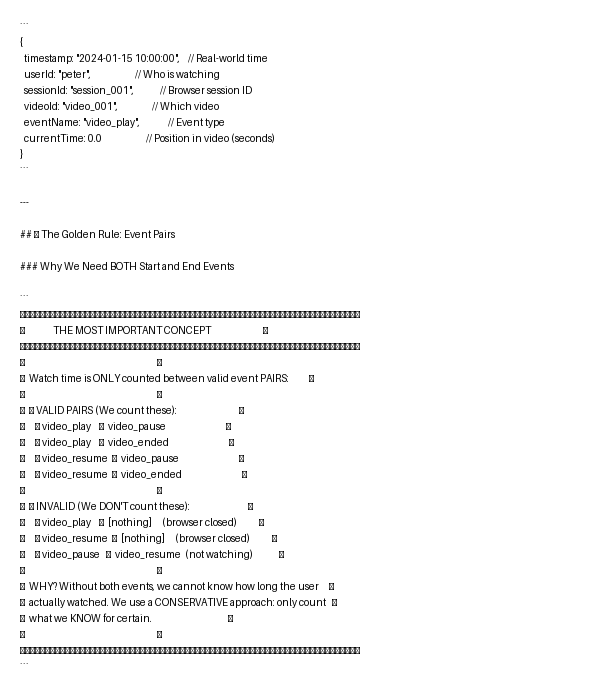 ```
{
  timestamp: "2024-01-15 10:00:00",    // Real-world time
  userId: "peter",                     // Who is watching
  sessionId: "session_001",            // Browser session ID
  videoId: "video_001",                // Which video
  eventName: "video_play",             // Event type
  currentTime: 0.0                     // Position in video (seconds)
}
```
---
## The Golden Rule: Event Pairs
### Why We Need BOTH Start and End Events
```
THE MOST IMPORTANT CONCEPT
Watch time is ONLY counted between valid event PAIRS:
VALID PAIRS (We count these):
video_play video_pause
video_play video_ended
video_resume video_pause
video_resume video_ended
INVALID (We DON'T count these):
video_play [nothing] (browser closed)
video_resume [nothing] (browser closed)
video_pause video_resume (not watching)
WHY? Without both events, we cannot know how long the user
actually watched. We use a CONSERVATIVE approach: only count
what we KNOW for certain.
```